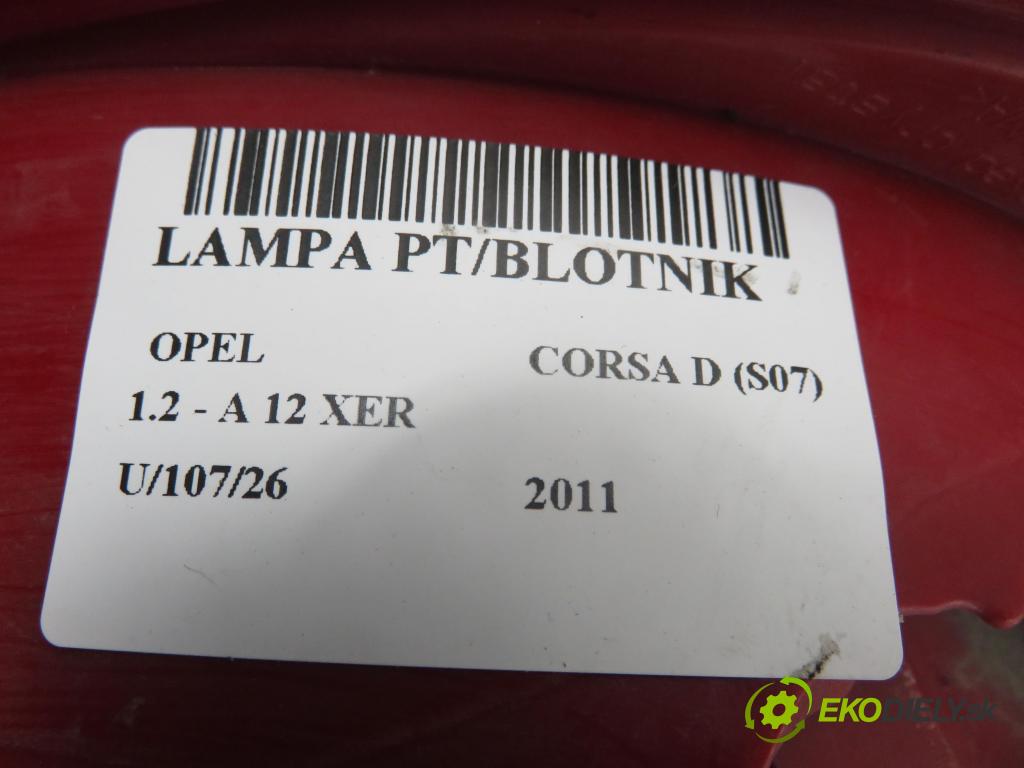 LAMPA PT/BLOTNIK
OPEL
CORSA D (S07)
1.2 - A 12 XER
U/107/26
2011
EKODIELY.sk